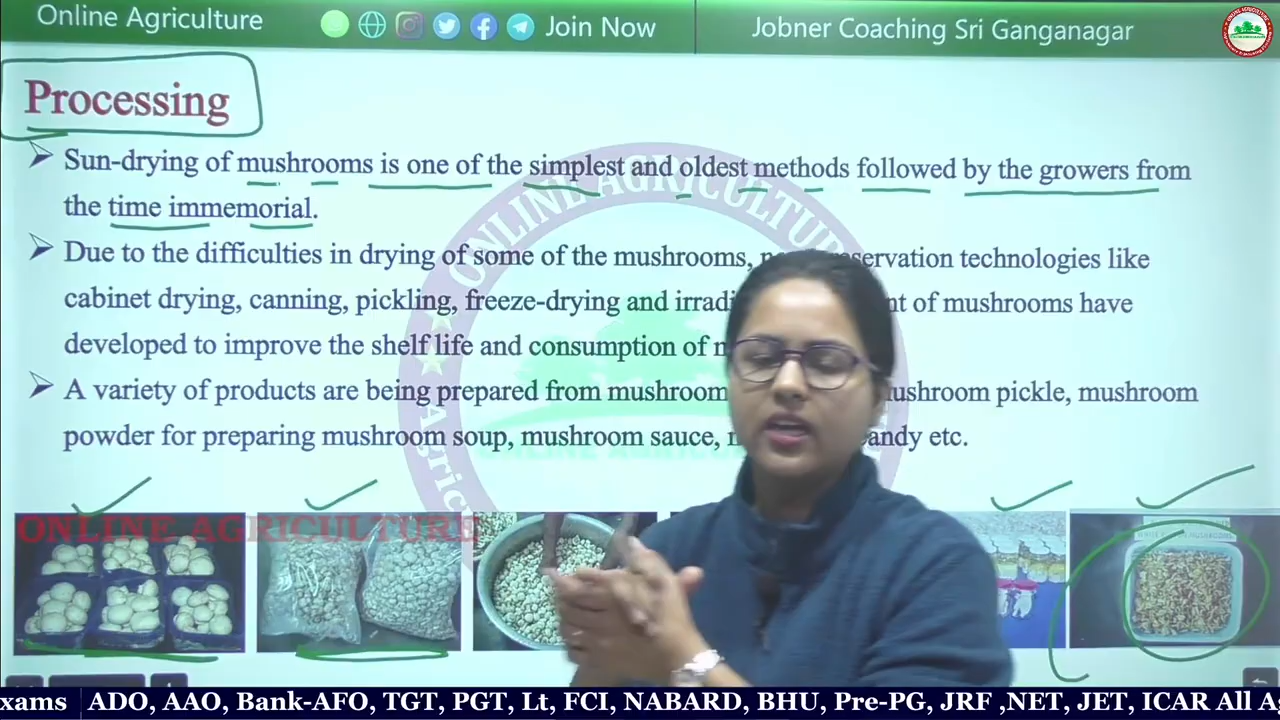 Online Agriculture
Join Now
Jobner Coaching Sri Ganganagar
Processing
Sun-drying of mushrooms is one of the simplest and oldest methods followed by the growers from
the time immemorial.
Due to the difficulties in drying of some of the mushrooms, technologies like
cabinet drying, canning, pickling, freeze-drying and of mushrooms have
developed to improve the shelf life and consumption of
A variety of products are being prepared from mushroom pickle, mushroom
powder for preparing mushroom soup, mushroom sauce, etc.
ONLINE AGRICULTURE
ONLINE AGRICULTURE
ADO, AAO, Bank-AFO, TGT, PGT, Lt, FCI, NABARD, BHU, Pre-PG, JRF ,NET, JET, ICAR All